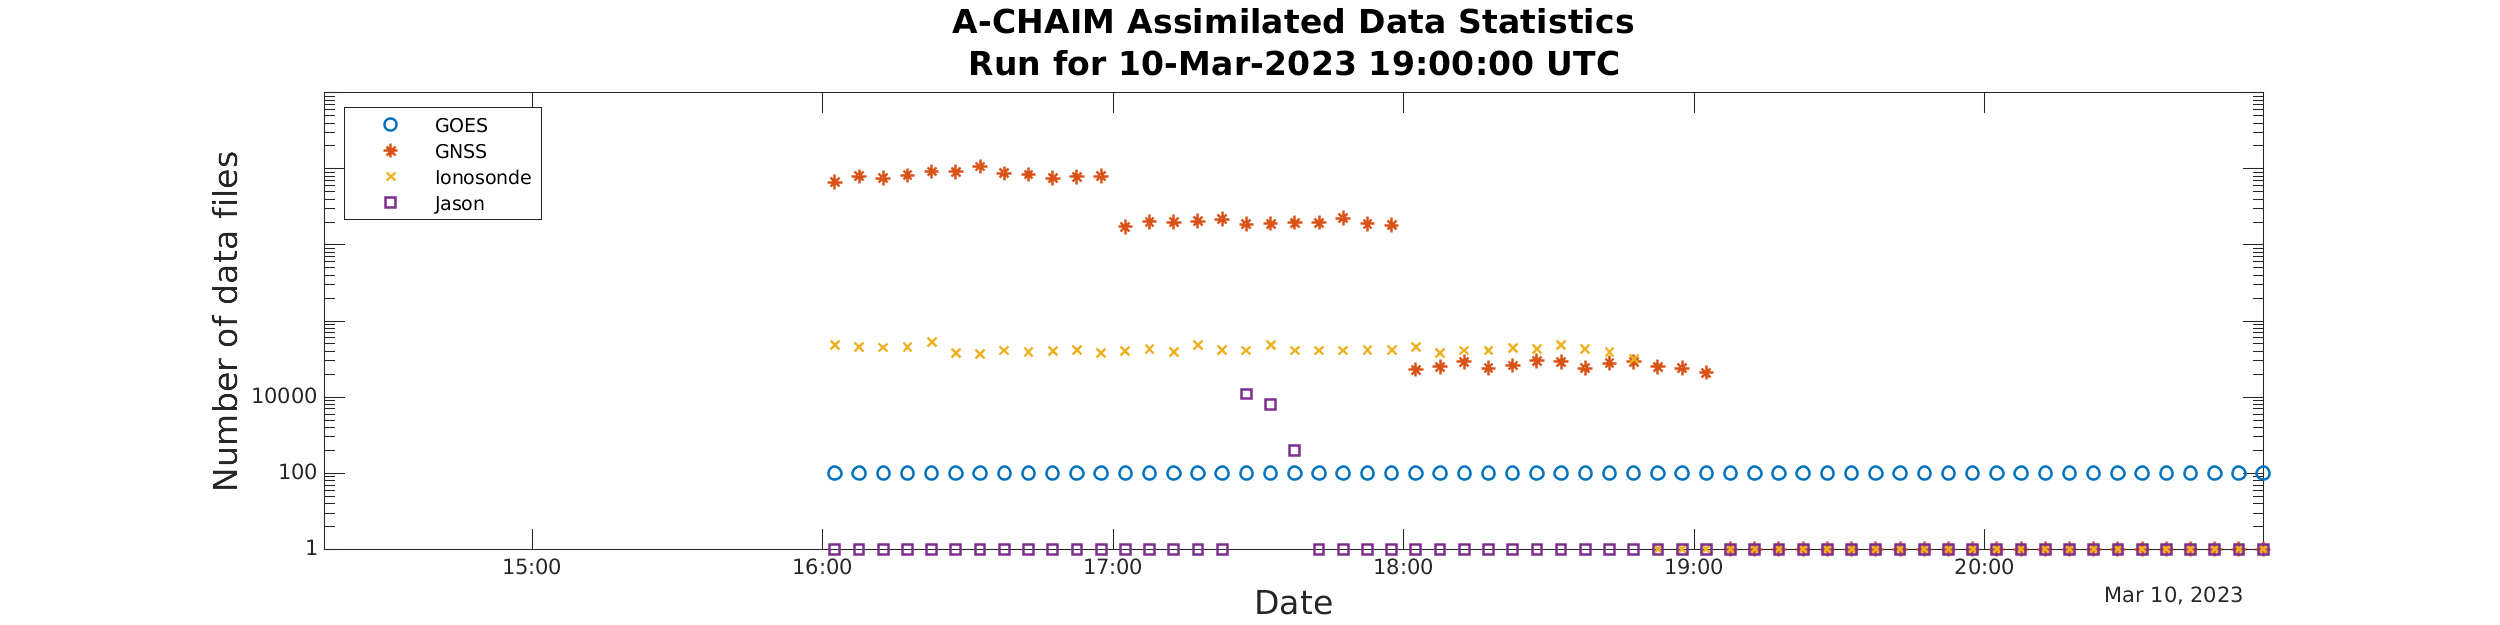 A-CHAIM Assimilated Data Statistics
Run for 10-Mar-2023 19:00:00 UTC
GOES
GNSS
Ionosonde
Jason
Number of data files
10000
100
1
15:00
16:00
17:00
18:00
19:00
20:00
Date
Mar 10, 2023